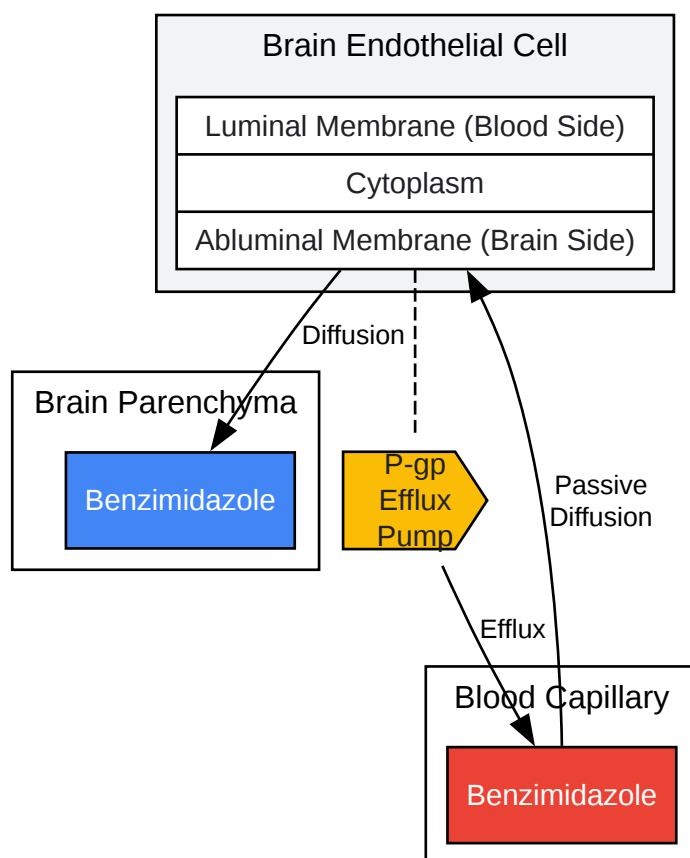 Brain Endothelial Cell
Luminal Membrane (Blood Side)
Cytoplasm
Abluminal Membrane (Brain Side)
Diffusion
Brain Parenchyma
Benzimidazole
P-gp
Efflux
Pump
Passive
Diffusion
Efflux
Blood Capillary
Benzimidazole